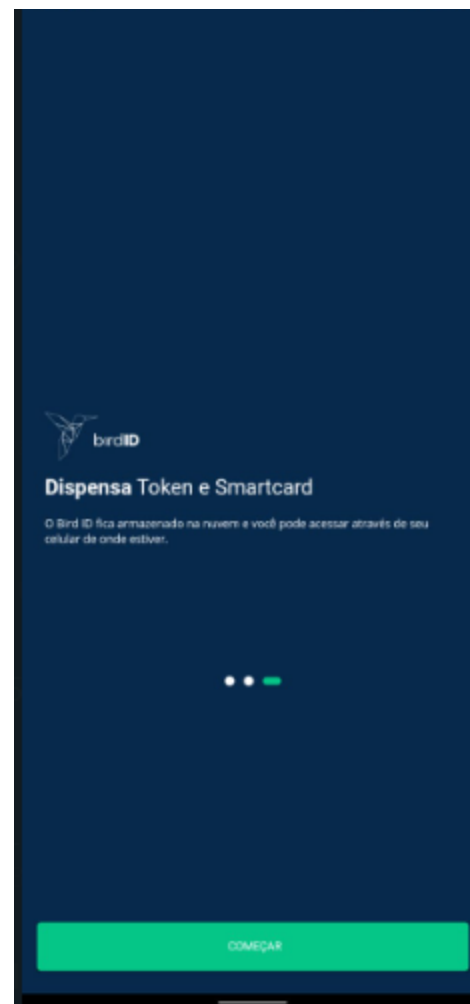 birdID
Dispensa Token e Smartcard
O Bird ID fica armazenado na nuvem e você pode acessar através de seu
celular de onde estiver.
COMEÇAR